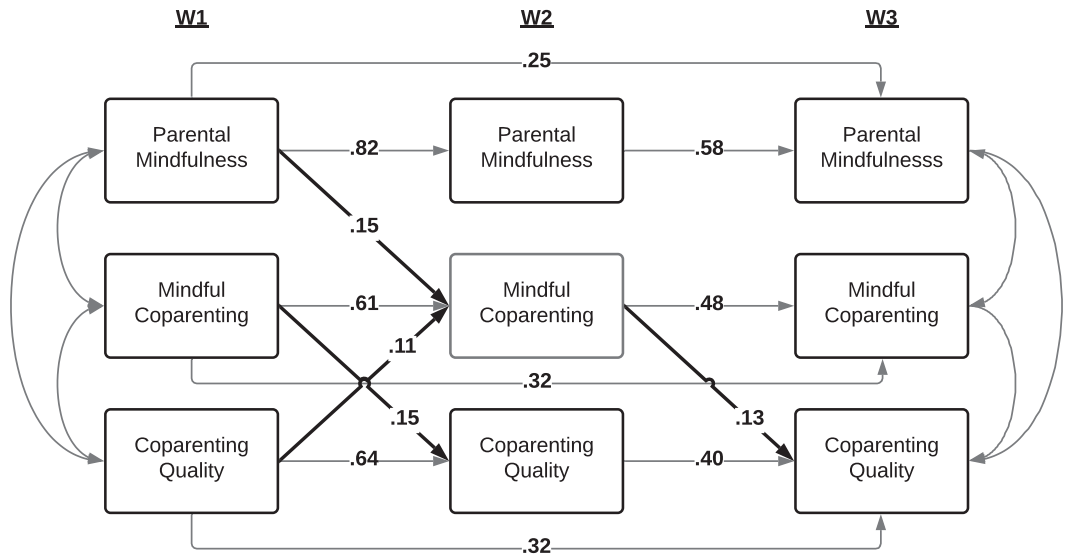 W1 W2 W3
.25
Parental
Mindfulness
.82
Parental
Mindfulness
.58
Parental
Mindfulnesss
.15
Mindful
Coparenting
.61
Mindful
Coparenting
.48
Mindful
Coparenting
.11
.32
.15
.13
Coparenting
Quality
.64
Coparenting
Quality
.40
Coparenting
Quality
.32